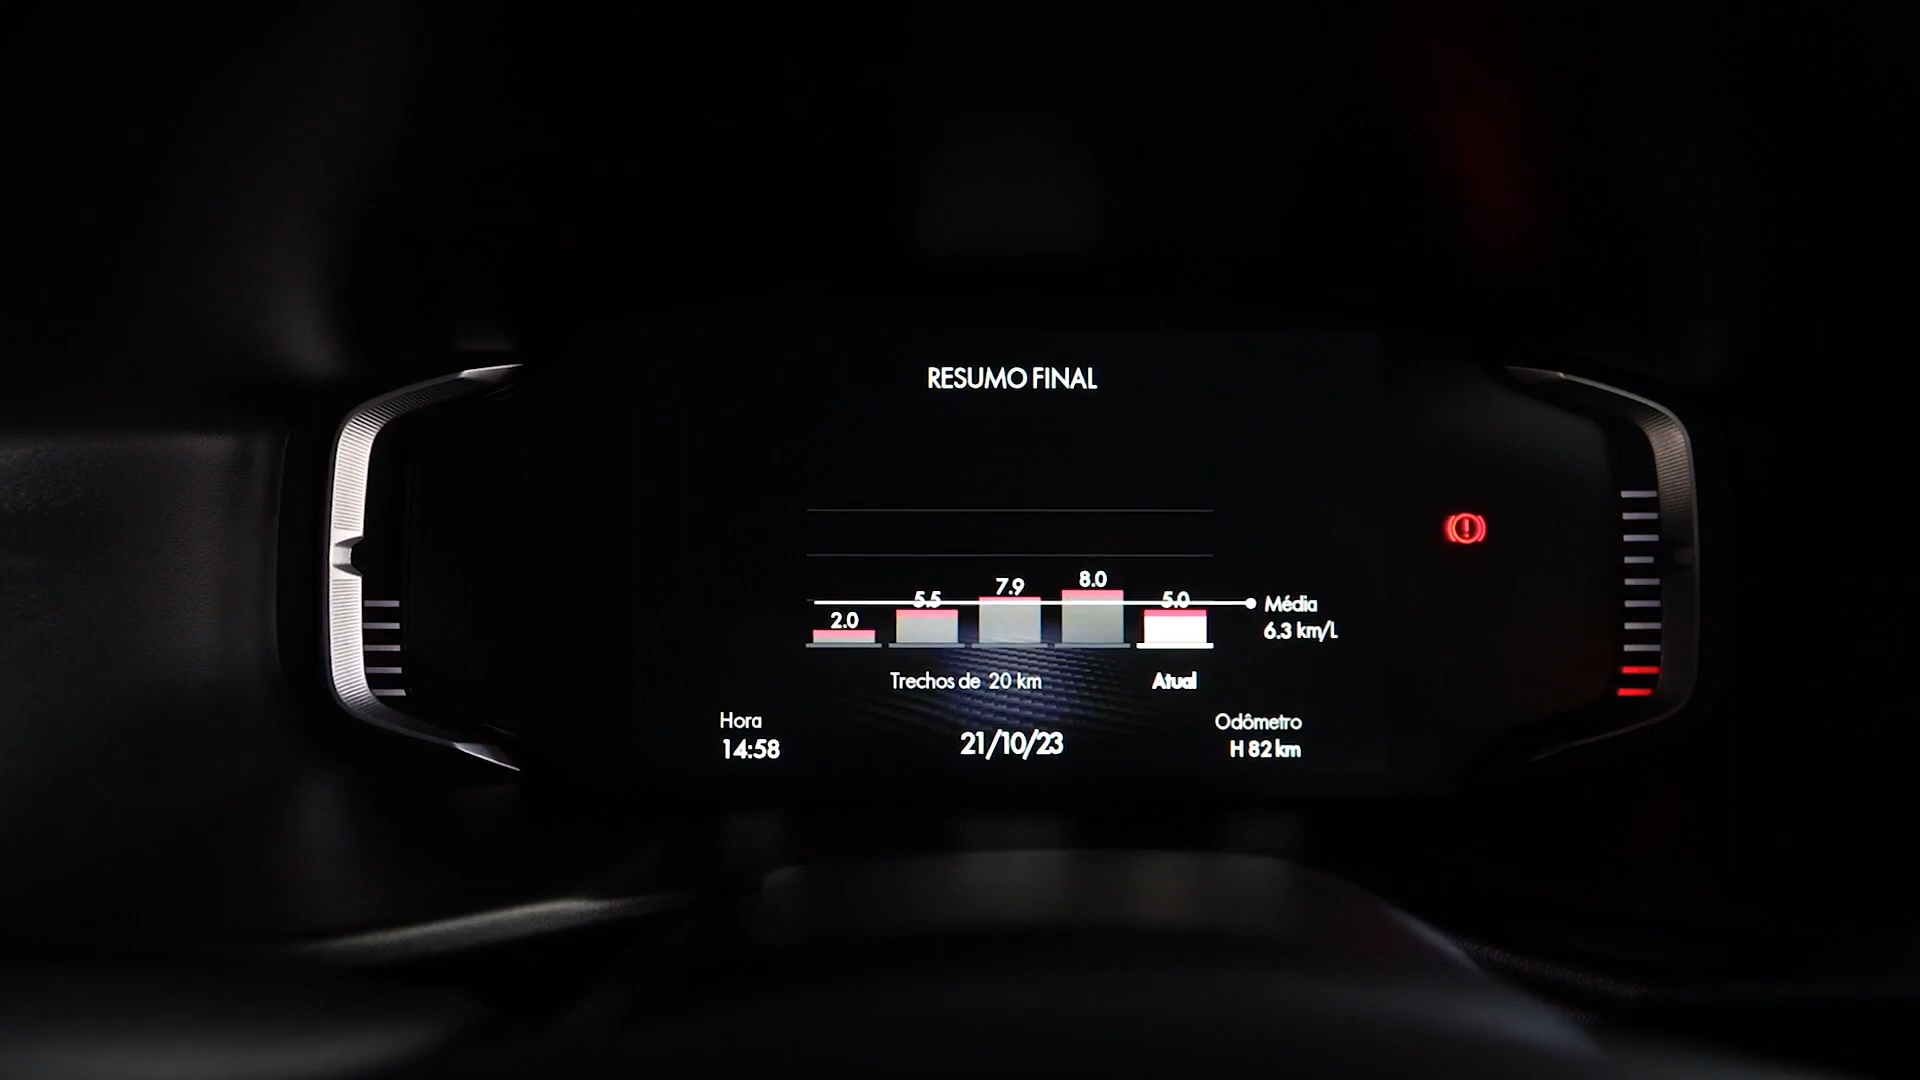 RESUMO FINAL
2.0
5.5
7.9
8.0
5.0
Média
6.3 km/L
Trechos de 20 km
Atual
Hora
14:58
21/10/23
Odômetro
H 82 km